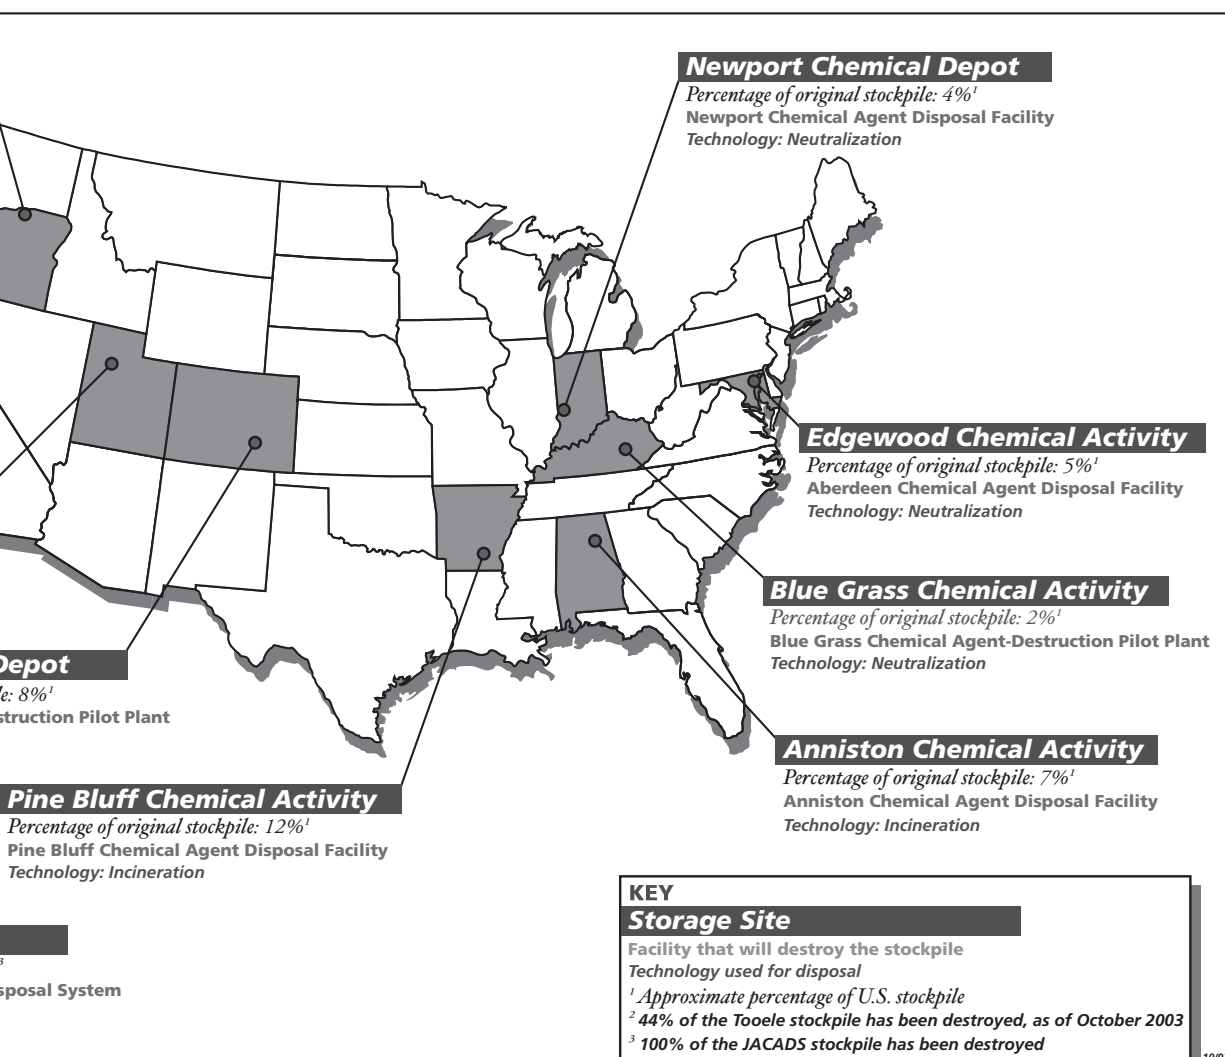 Newport Chemical Depot
Percentage of original stockpile: 4%¹
Newport Chemical Agent Disposal Facility
Technology: Neutralization
Edgewood Chemical Activity
Percentage of original stockpile: 5%¹
Aberdeen Chemical Agent Disposal Facility
Technology: Neutralization
Blue Grass Chemical Activity
Percentage of original stockpile: 2%¹
Blue Grass Chemical Agent-Destruction Pilot Plant
Technology: Neutralization
Depot
le: 8%¹
struction Pilot Plant
Anniston Chemical Activity
Percentage of original stockpile: 7%¹
Anniston Chemical Agent Disposal Facility
Technology: Incineration
Pine Bluff Chemical Activity
Percentage of original stockpile: 12%¹
Pine Bluff Chemical Agent Disposal Facility
Technology: Incineration
³
sposal System
KEY
Storage Site
Facility that will destroy the stockpile
Technology used for disposal
¹ Approximate percentage of U.S. stockpile
² 44% of the Tooele stockpile has been destroyed, as of October 2003
³ 100% of the JACADS stockpile has been destroyed